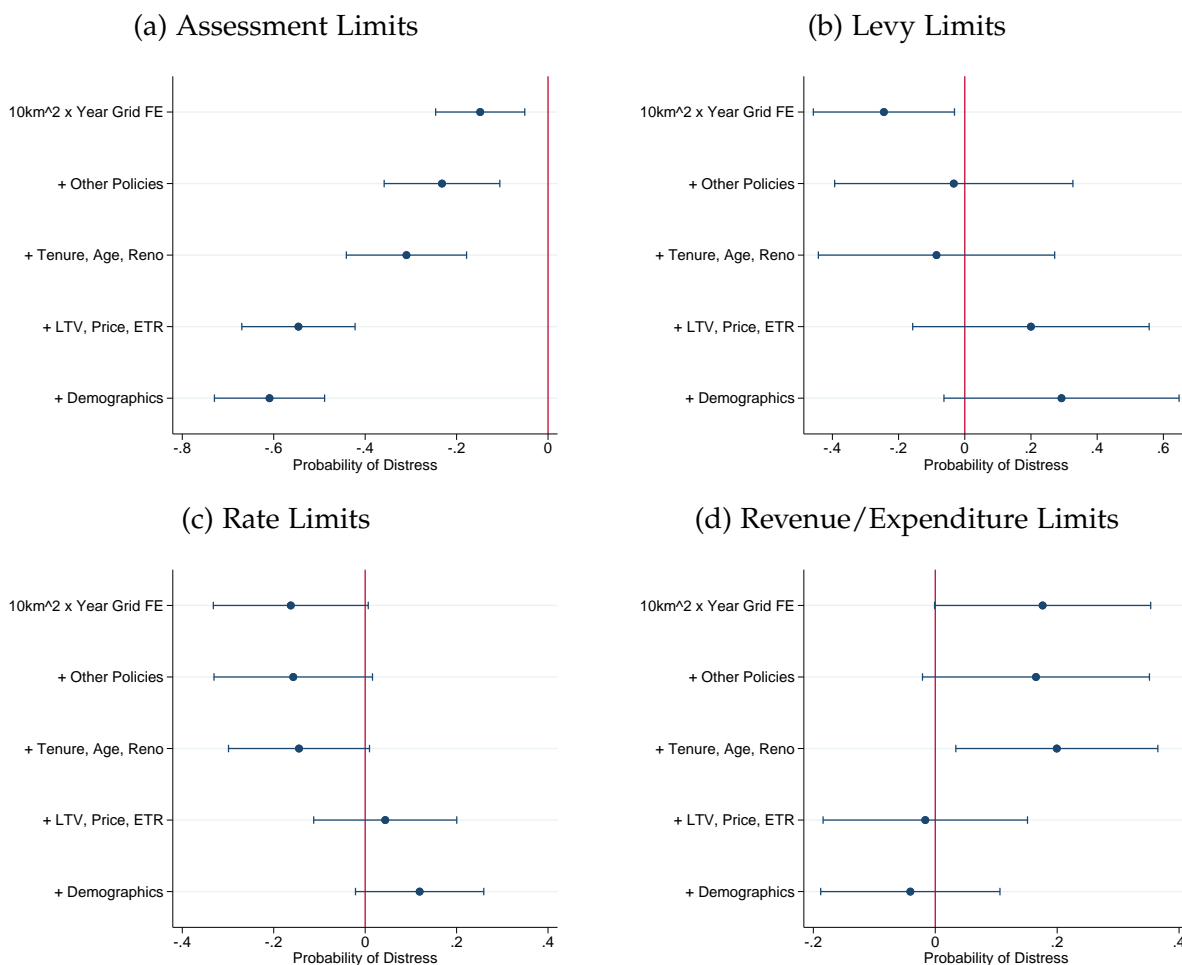 (a) Assessment Limits
10km^2 x Year Grid FE
+ Other Policies
+ Tenure, Age, Reno
+ LTV, Price, ETR
+ Demographics
-.8 -.6 -.4 -.2 0
Probability of Distress
(b) Levy Limits
10km^2 x Year Grid FE
+ Other Policies
+ Tenure, Age, Reno
+ LTV, Price, ETR
+ Demographics
-.4 -.2 0 .2 .4 .6
Probability of Distress
(c) Rate Limits
10km^2 x Year Grid FE
+ Other Policies
+ Tenure, Age, Reno
+ LTV, Price, ETR
+ Demographics
-.4 -.2 0 .2 .4
Probability of Distress
(d) Revenue/Expenditure Limits
10km^2 x Year Grid FE
+ Other Policies
+ Tenure, Age, Reno
+ LTV, Price, ETR
+ Demographics
-.2 0 .2 .4
Probability of Distress